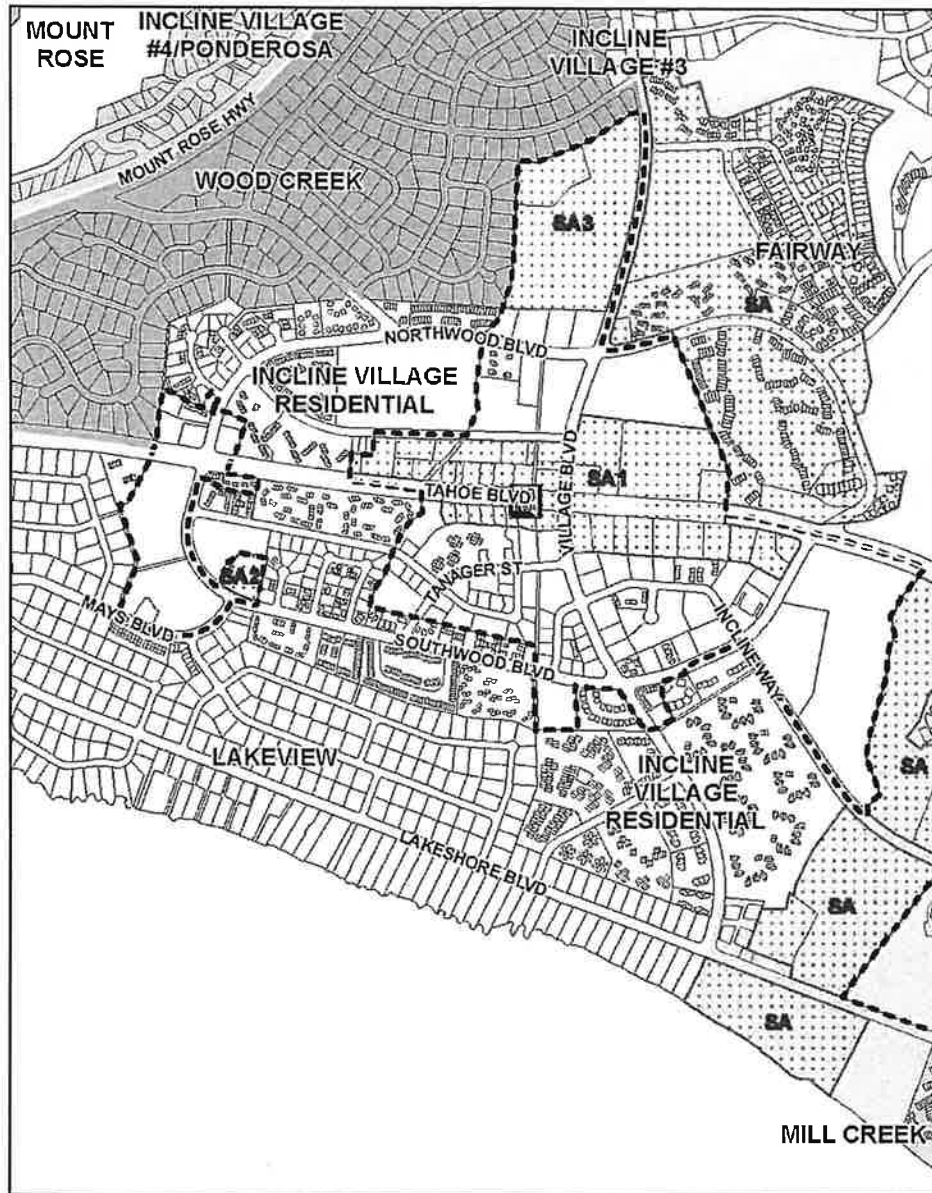 MOUNT
ROSE
INCLINE VILLAGE
#4/PONDEROSA
INCLINE
VILLAGE #3
MOUNT ROSE HWY
WOOD CREEK
SA3
FAIRWAY
SA
NORTHWOOD BLVD
INCLINE VILLAGE
RESIDENTIAL
VILLAGE BLVD
SA1
TAHOE BLVD
TANAGER ST
SA2
MAYS BLVD
SOUTHWOOD BLVD
INCLINE WAY
LAKEVIEW
INCLINE
VILLAGE
RESIDENTIAL
SA
LAKESHORE BLVD
SA
SA
MILL CREEK